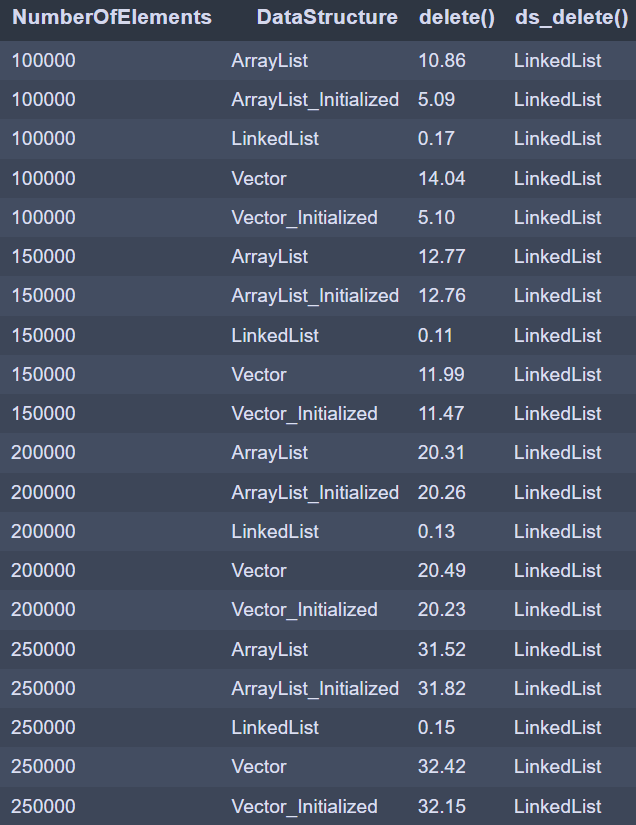 NumberOfElements DataStructure delete() ds_delete()
100000 ArrayList 10.86 LinkedList
100000 ArrayList_Initialized 5.09 LinkedList
100000 LinkedList 0.17 LinkedList
100000 Vector 14.04 LinkedList
100000 Vector_Initialized 5.10 LinkedList
150000 ArrayList 12.77 LinkedList
150000 ArrayList_Initialized 12.76 LinkedList
150000 LinkedList 0.11 LinkedList
150000 Vector 11.99 LinkedList
150000 Vector_Initialized 11.47 LinkedList
200000 ArrayList 20.31 LinkedList
200000 ArrayList_Initialized 20.26 LinkedList
200000 LinkedList 0.13 LinkedList
200000 Vector 20.49 LinkedList
200000 Vector_Initialized 20.23 LinkedList
250000 ArrayList 31.52 LinkedList
250000 ArrayList_Initialized 31.82 LinkedList
250000 LinkedList 0.15 LinkedList
250000 Vector 32.42 LinkedList
250000 Vector_Initialized 32.15 LinkedList